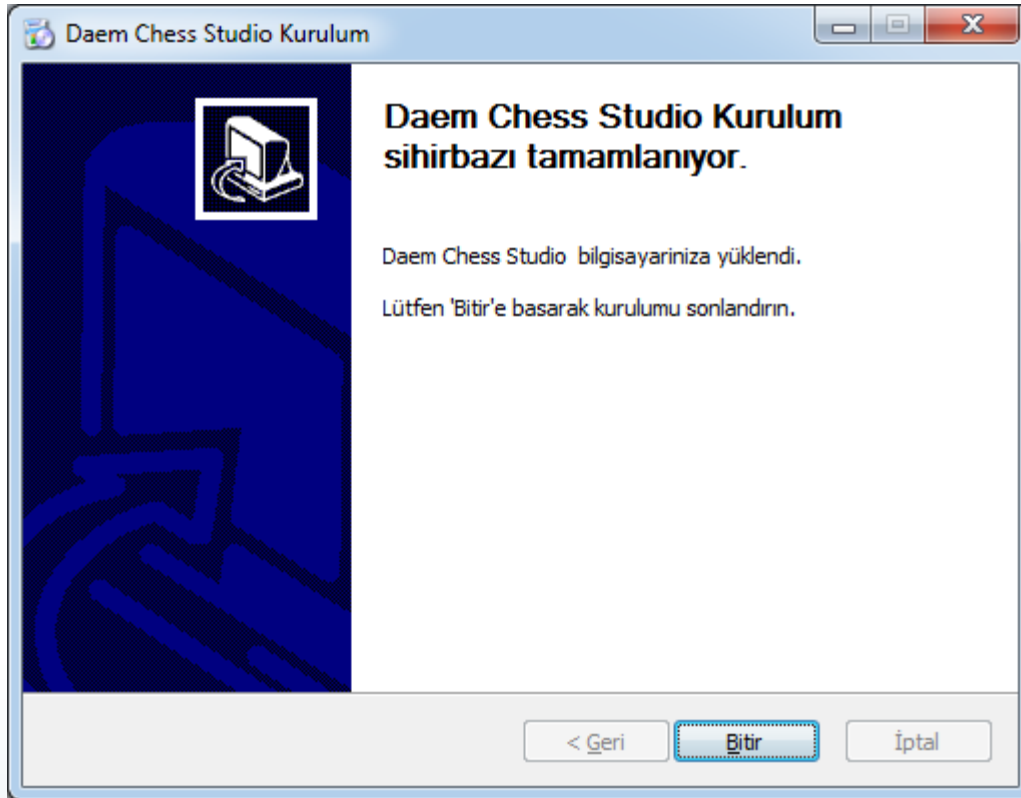 Daem Chess Studio Kurulum
Daem Chess Studio Kurulum
sihirbazı tamamlanıyor.
Daem Chess Studio  bilgisayariniza yüklendi.
Lütfen 'Bitir'e basarak kurulumu sonlandırın.
< Geri
Bitir
İptal